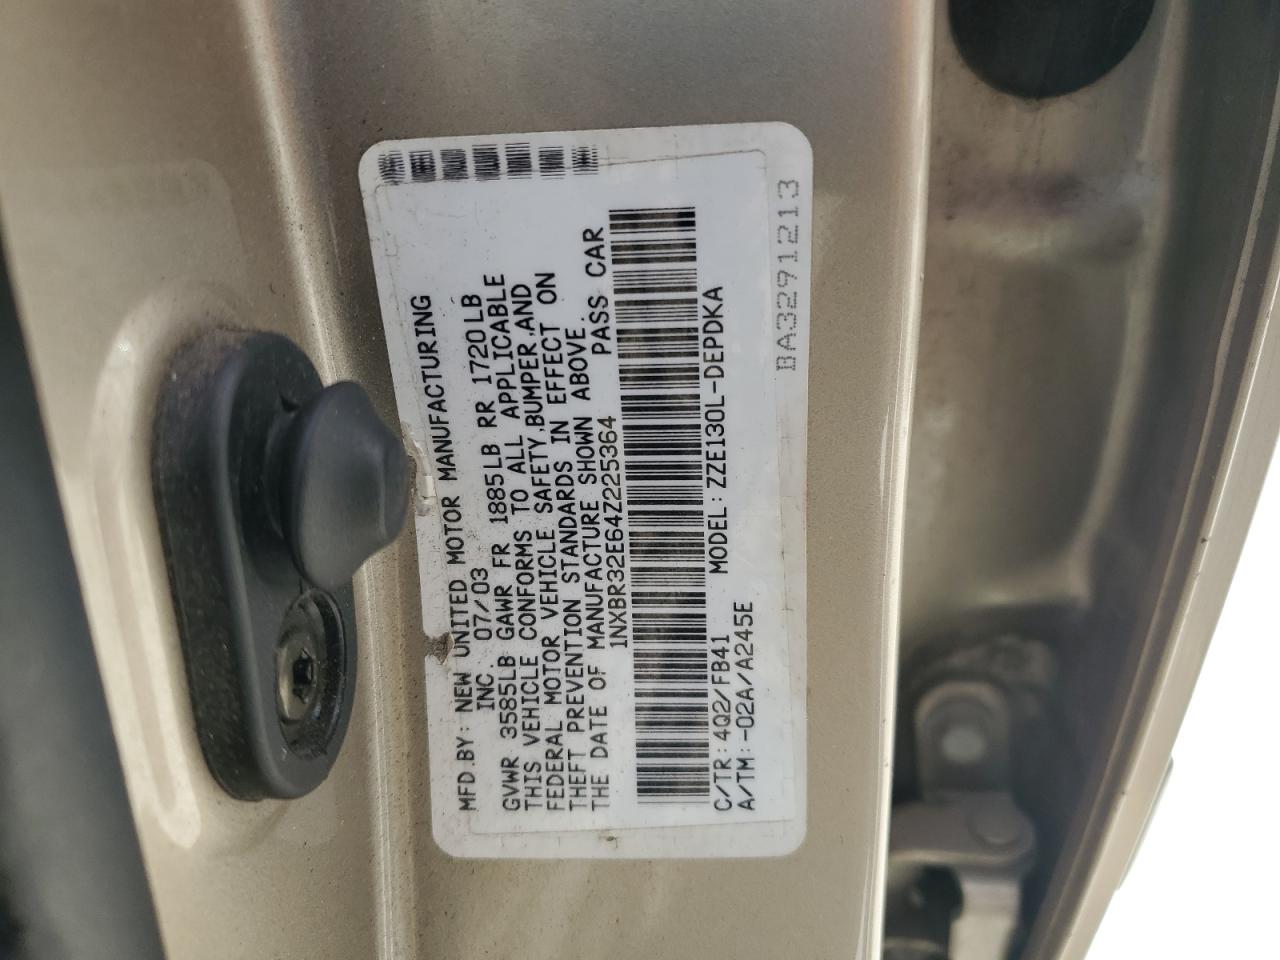 MFD.BY: NEW UNITED MOTOR MANUFACTURING
INC. 07/03
GVWR 3585LB GAWR FR 1885LB RR 1720LB
THIS VEHICLE CONFORMS TO ALL APPLICABLE
FEDERAL MOTOR VEHICLE SAFETY,BUMPER,AND
THEFT PREVENTION STANDARDS IN EFFECT ON
THE DATE OF MANUFACTURE SHOWN ABOVE.
1NXBR32E64Z225364 PASS CAR
C/TR: 4Q2/FB41 MODEL: ZZE130L-DEPDKA
A/TM:-02A/A245E
BA3291213